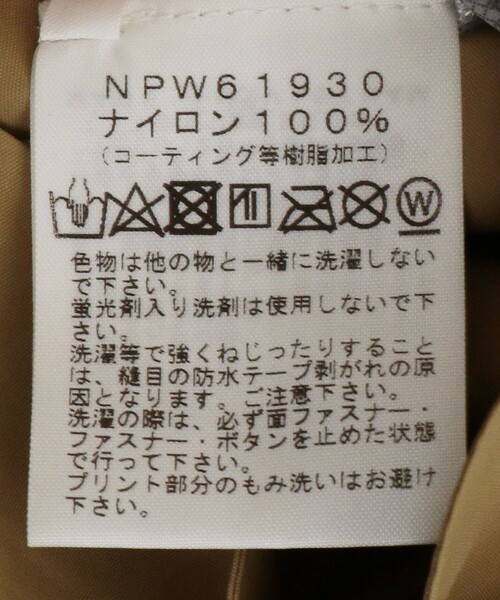 NPW61930
ナイロン100%
(コーティング等樹脂加工)
W
色物は他の物と一緒に洗濯しない
で下さい。
蛍光剤入り洗剤は使用しないで下
さい。
洗濯等で強くねじったりすること
は、縫目の防水テープ剥がれの原
因となります。ご注意下さい。
洗濯の際は、必ず面ファスナー・
ファスナー・ボタンを止めた状態
で行って下さい。
プリント部分のもみ洗いはお避け
下さい。